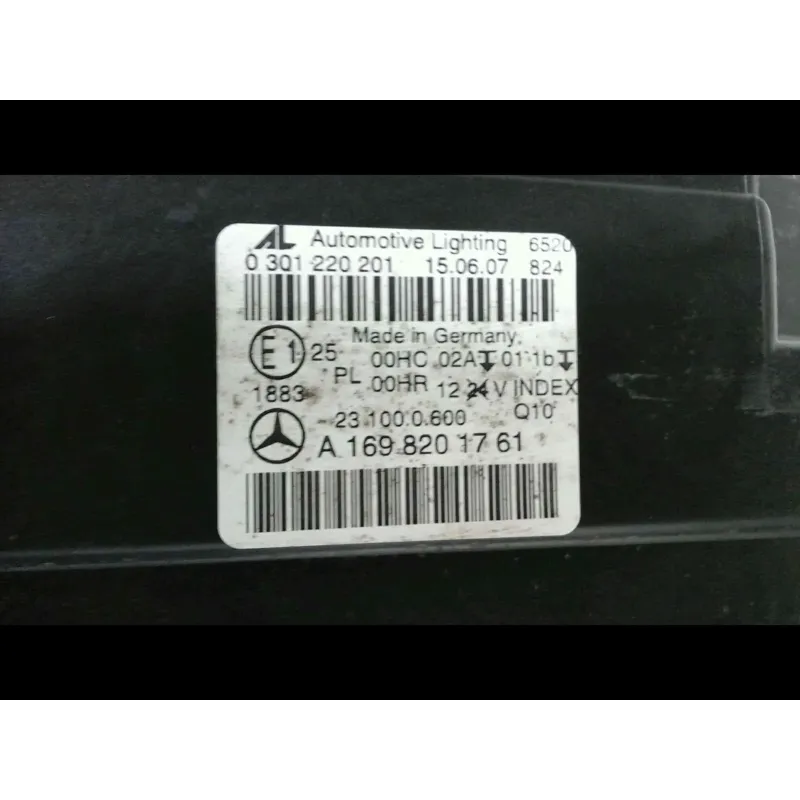 AL Automotive Lighting 6520
0 301 220 201 15.06.07 824
Made in Germany
E1 25 00HC 02A 01 1b
PL 00HR 12 24 V INDEX
1883 Q10
23.100 0.600
A 169 820 17 61